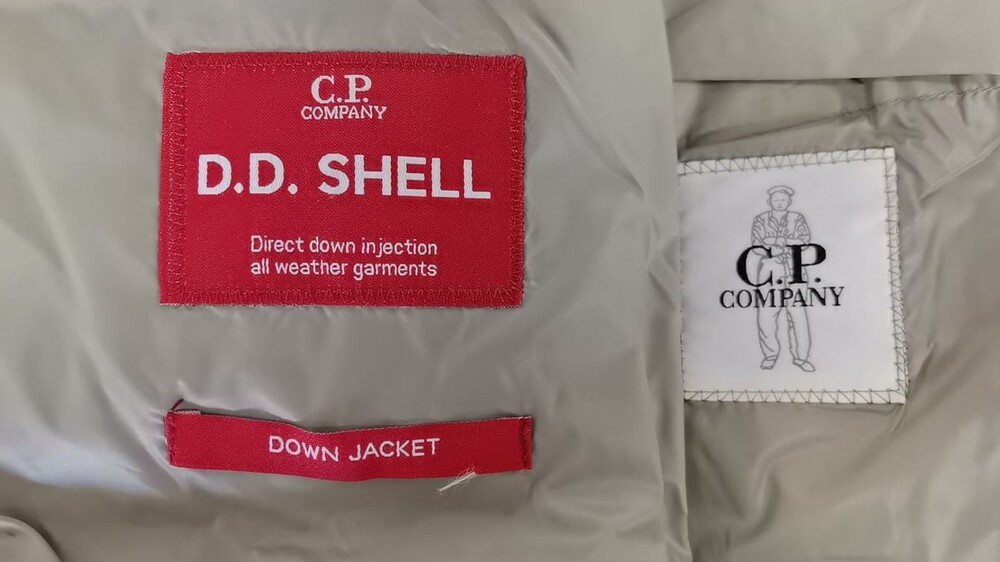 C.P.
COMPANY
D.D. SHELL
Direct down injection
all weather garments
DOWN JACKET
C.P.
COMPANY